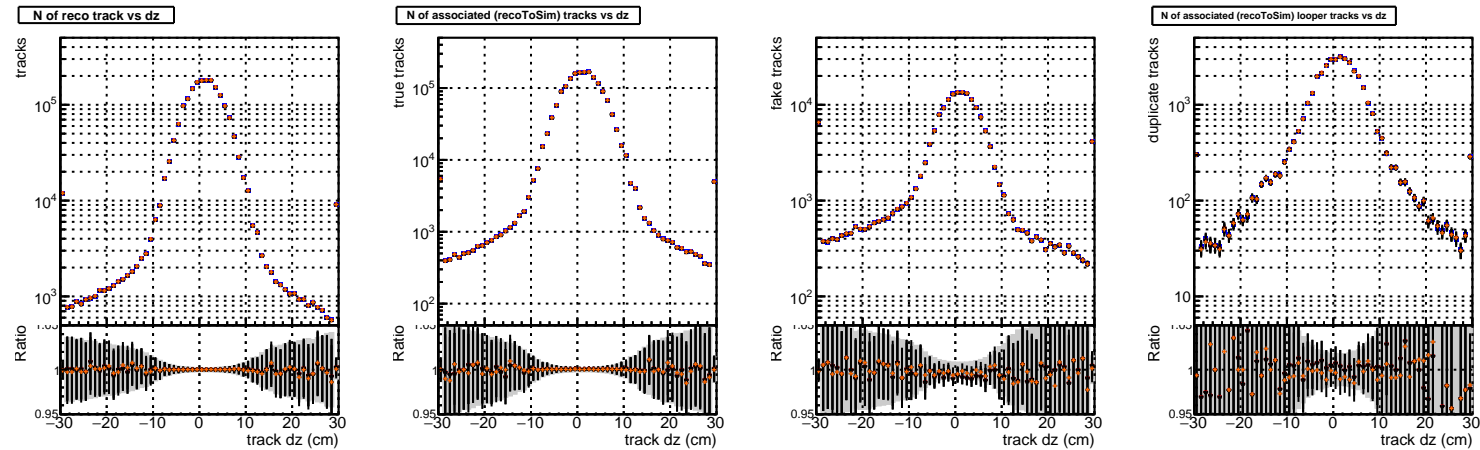 N of reco track vs dz
tracks
10^5
10^4
10^3
Ratio
1
0.95
−30 −20 −10 0 10 20 30
track dz (cm)
N of associated (recoToSim) tracks vs dz
true tracks
10^5
10^4
10^3
10^2
Ratio
1
0.95
−30 −20 −10 0 10 20 30
track dz (cm)
fake tracks
10^4
10^3
10^2
Ratio
1
0.95
−30 −20 −10 0 10 20 30
track dz (cm)
N of associated (recoToSim) looper tracks vs dz
duplicate tracks
10^3
10^2
10
Ratio
1
0.95
−30 −20 −10 0 10 20 30
track dz (cm)